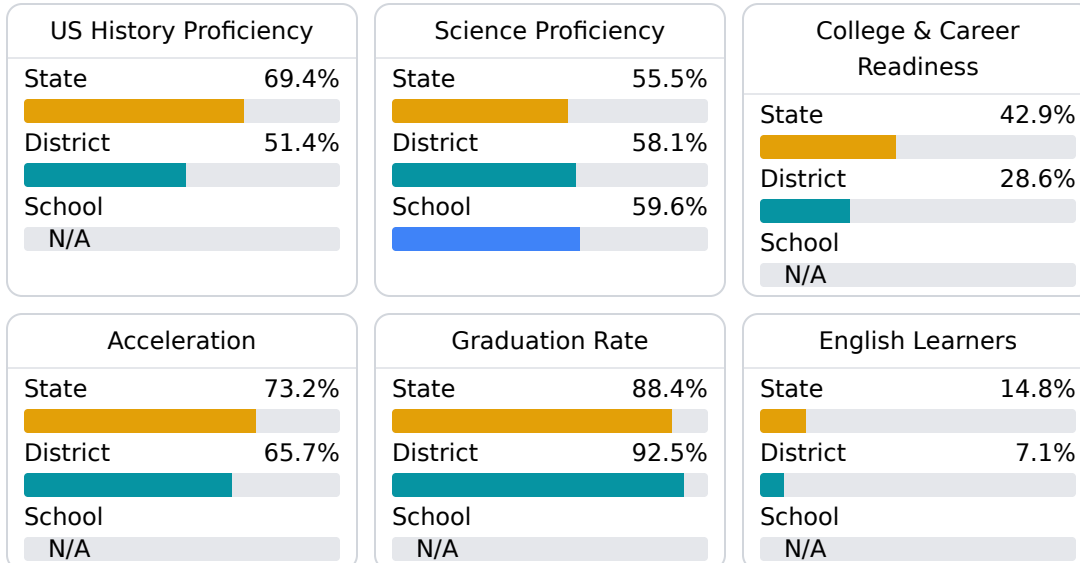 US History Proficiency
State 69.4%
District 51.4%
School
N/A
Science Proficiency
State 55.5%
District 58.1%
School 59.6%
College & Career
Readiness
State 42.9%
District 28.6%
School
N/A
Acceleration
State 73.2%
District 65.7%
School
N/A
Graduation Rate
State 88.4%
District 92.5%
School
N/A
English Learners
State 14.8%
District 7.1%
School
N/A